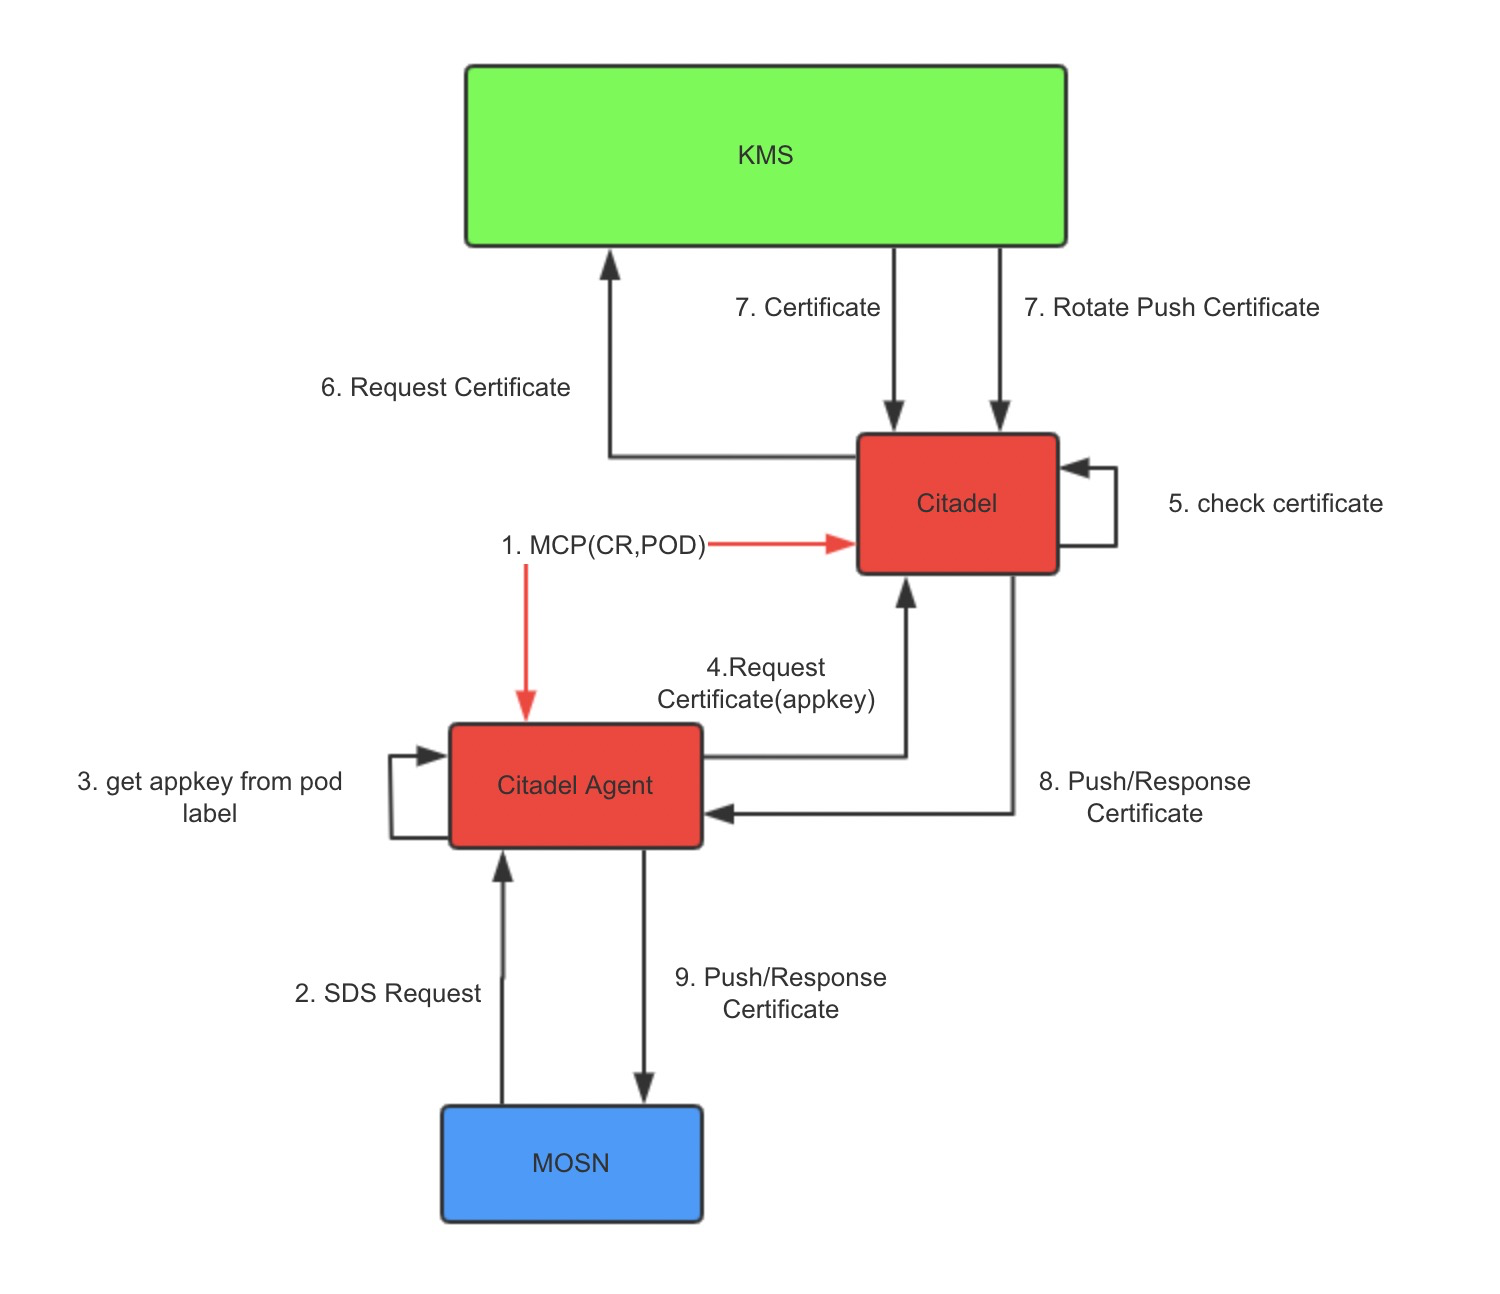 KMS
7. Certificate
7. Rotate Push Certificate
6. Request Certificate
Citadel
5. check certificate
1. MCP(CR,POD)
4.Request
Certificate(appkey)
3. get appkey from pod
label
Citadel Agent
8. Push/Response
Certificate
2. SDS Request
9. Push/Response
Certificate
MOSN